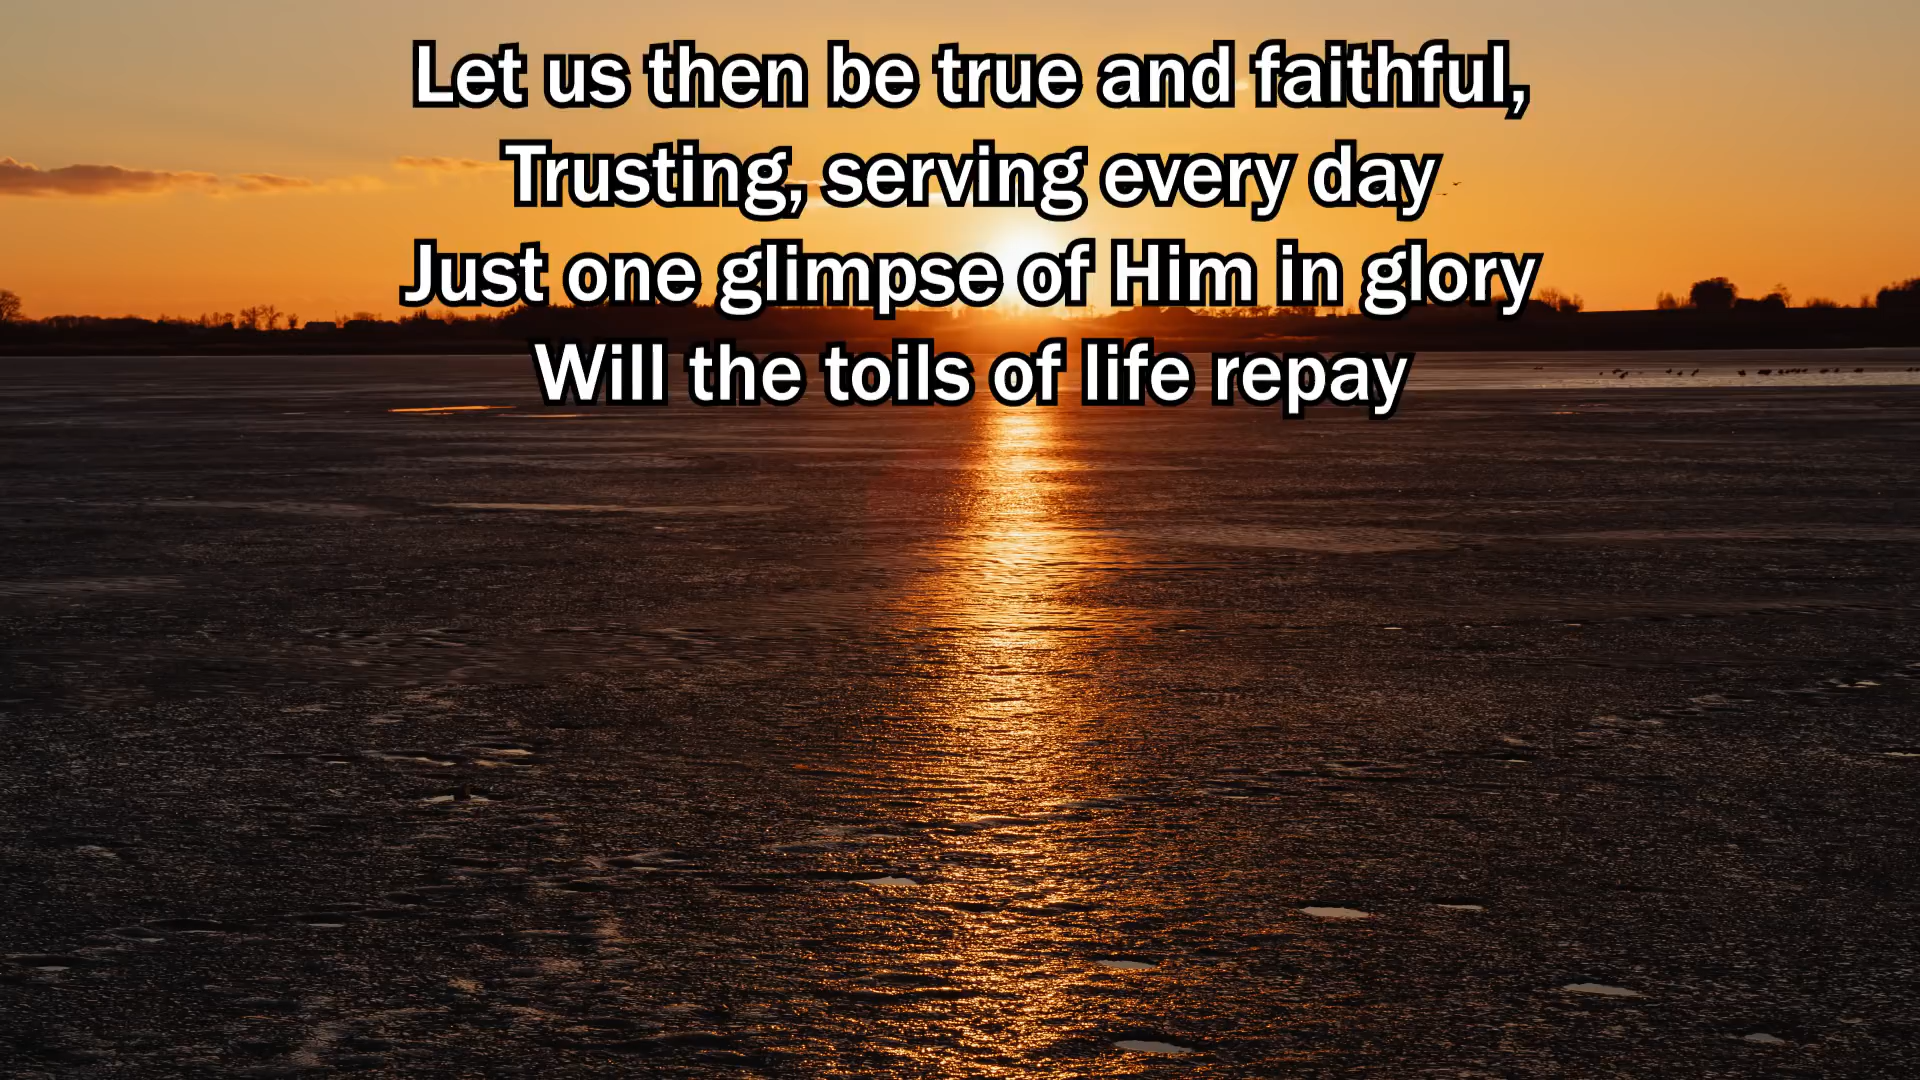 Let us then be true and faithful,
Trusting, serving every day
Just one glimpse of Him in glory
Will the toils of life repay